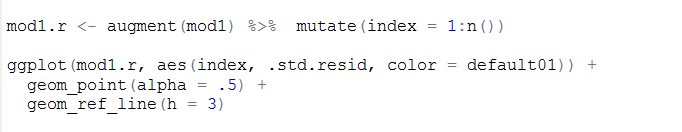 mod1.r <- augment(mod1) %>%  mutate(index = 1:n())
ggplot(mod1.r, aes(index, .std.resid, color = default01)) +
  geom_point(alpha = .5) +
  geom_ref_line(h = 3)